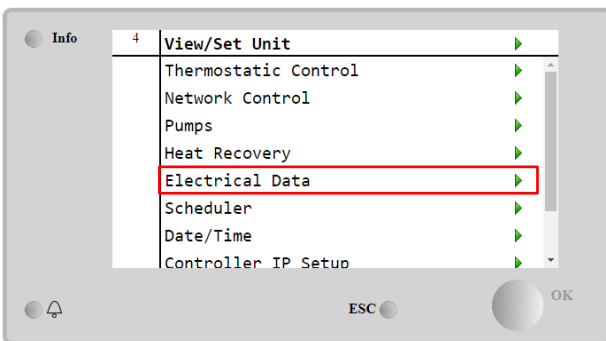 Info
4 View/Set Unit
Thermostatic Control
Network Control
Pumps
Heat Recovery
Electrical Data
Scheduler
Date/Time
Controller IP Setup
ESC
OK